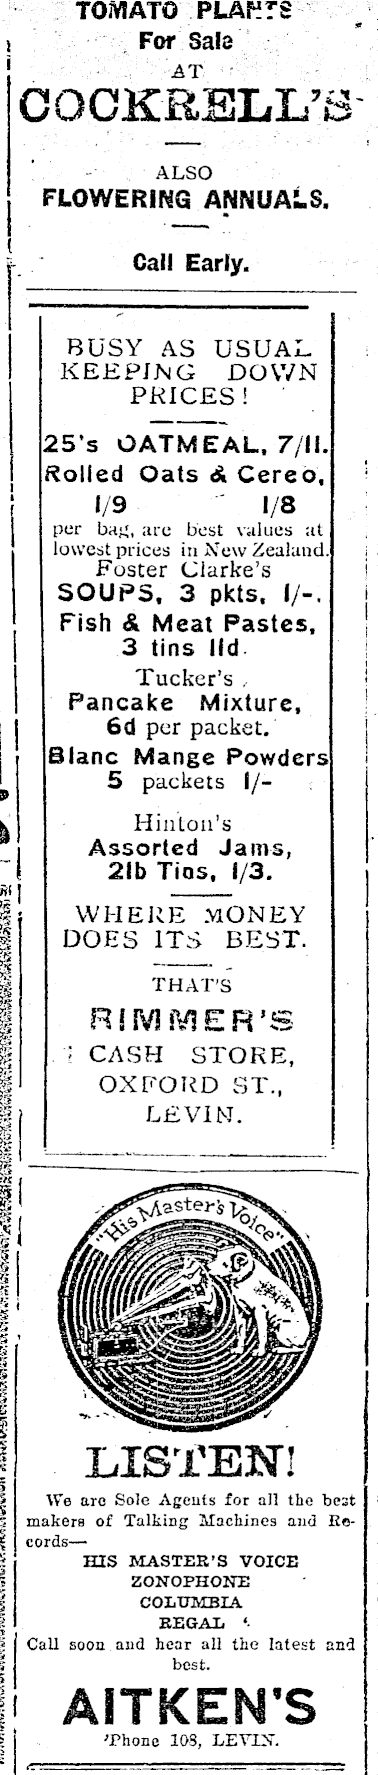 TOMATO PLANTS
For Sale
AT
COCKRELL'S
ALSO
FLOWERING ANNUALS.
Call Early.
BUSY AS USUAL
KEEPING DOWN
PRICES!
25's OATMEAL, 7/11.
Rolled Oats & Cereo,
1/9 1/8
per bag, are best values at
lowest prices in New Zealand.
Foster Clarke's
SOUPS, 3 pkts, 1/-.
Fish & Meat Pastes,
3 tins 11d.
Tucker's
Pancake Mixture,
6d per packet.
Blanc Mange Powders
5 packets 1/-
Hinton's
Assorted Jams,
2lb Tins, 1/3.
WHERE MONEY
DOES ITS BEST.
THAT'S
RIMMER'S
CASH STORE,
OXFORD ST.,
LEVIN.
"His Master's Voice"
LISTEN!
We are Sole Agents for all the best
makers of Talking Machines and Re-
cords—
HIS MASTER'S VOICE
ZONOPHONE
COLUMBIA
REGAL
Call soon and hear all the latest and
best.
AITKEN'S
'Phone 108, LEVIN.